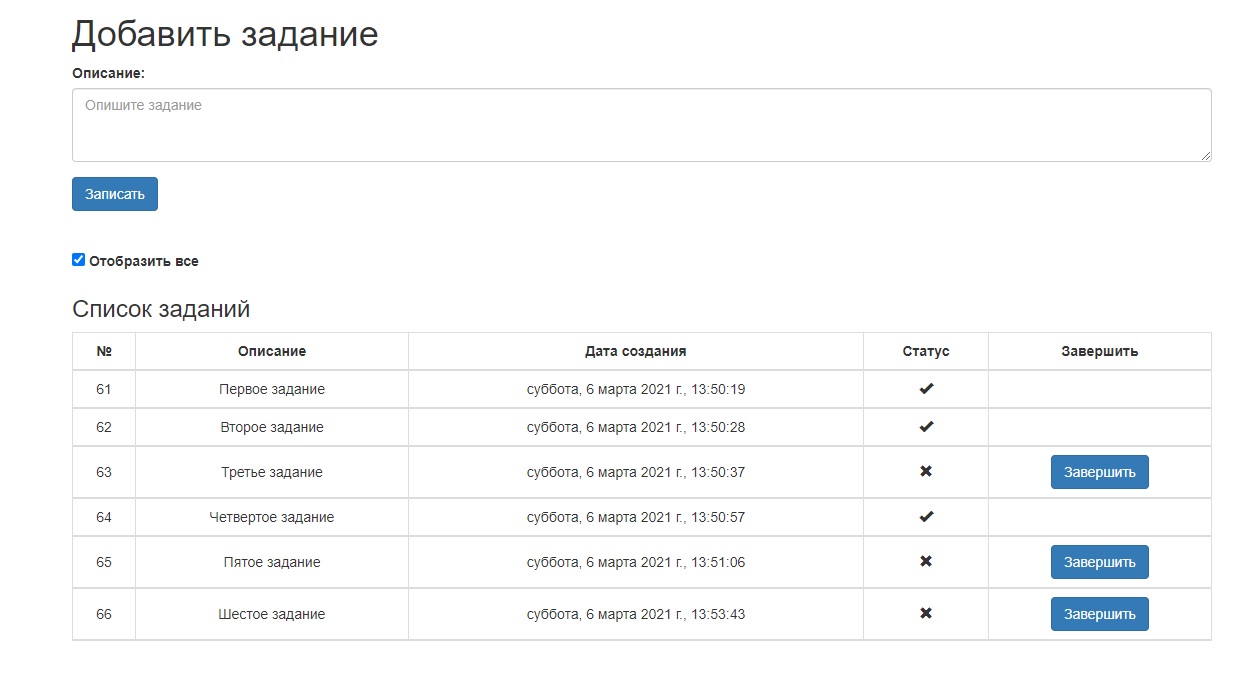 Добавить задание
Описание:
Опишите задание
Записать
Отобразить все
Список заданий
№ Описание Дата создания Статус Завершить
61 Первое задание суббота, 6 марта 2021 г., 13:50:19
62 Второе задание суббота, 6 марта 2021 г., 13:50:28
63 Третье задание суббота, 6 марта 2021 г., 13:50:37 Завершить
64 Четвертое задание суббота, 6 марта 2021 г., 13:50:57
65 Пятое задание суббота, 6 марта 2021 г., 13:51:06 Завершить
66 Шестое задание суббота, 6 марта 2021 г., 13:53:43 Завершить